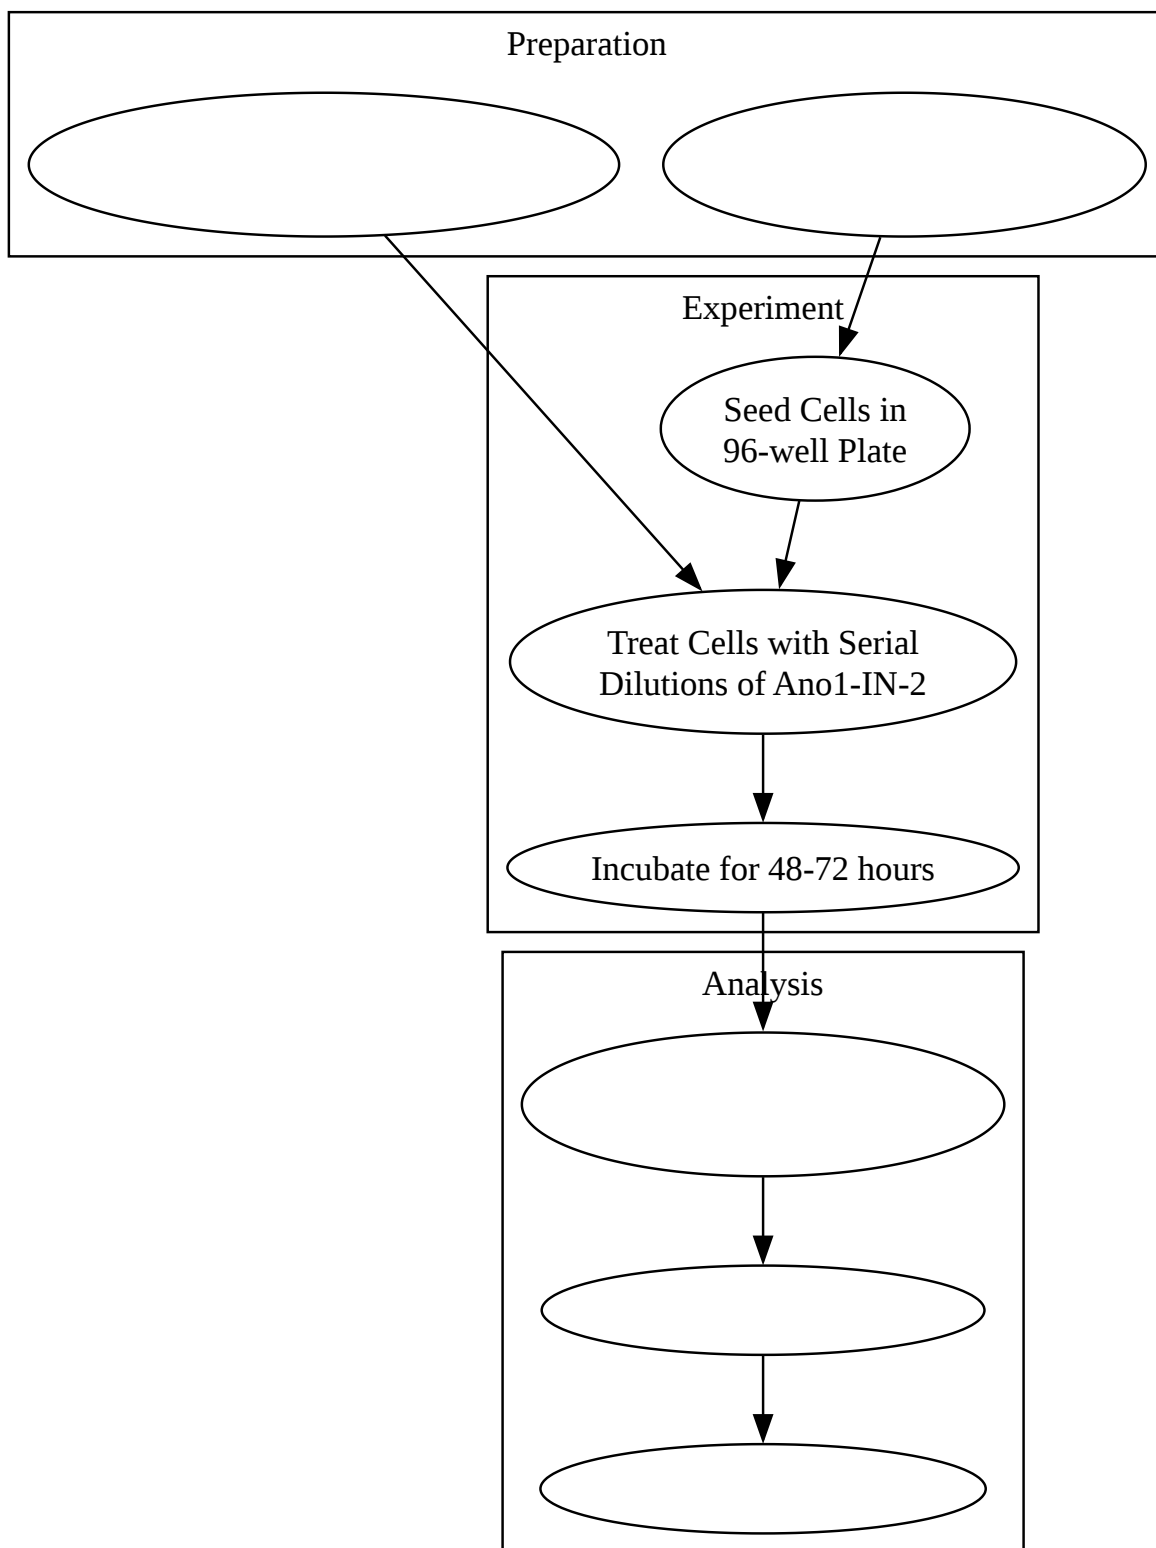 Preparation
Experiment
Seed Cells in
96-well Plate
Treat Cells with Serial
Dilutions of Ano1-IN-2
Incubate for 48-72 hours
Analysis